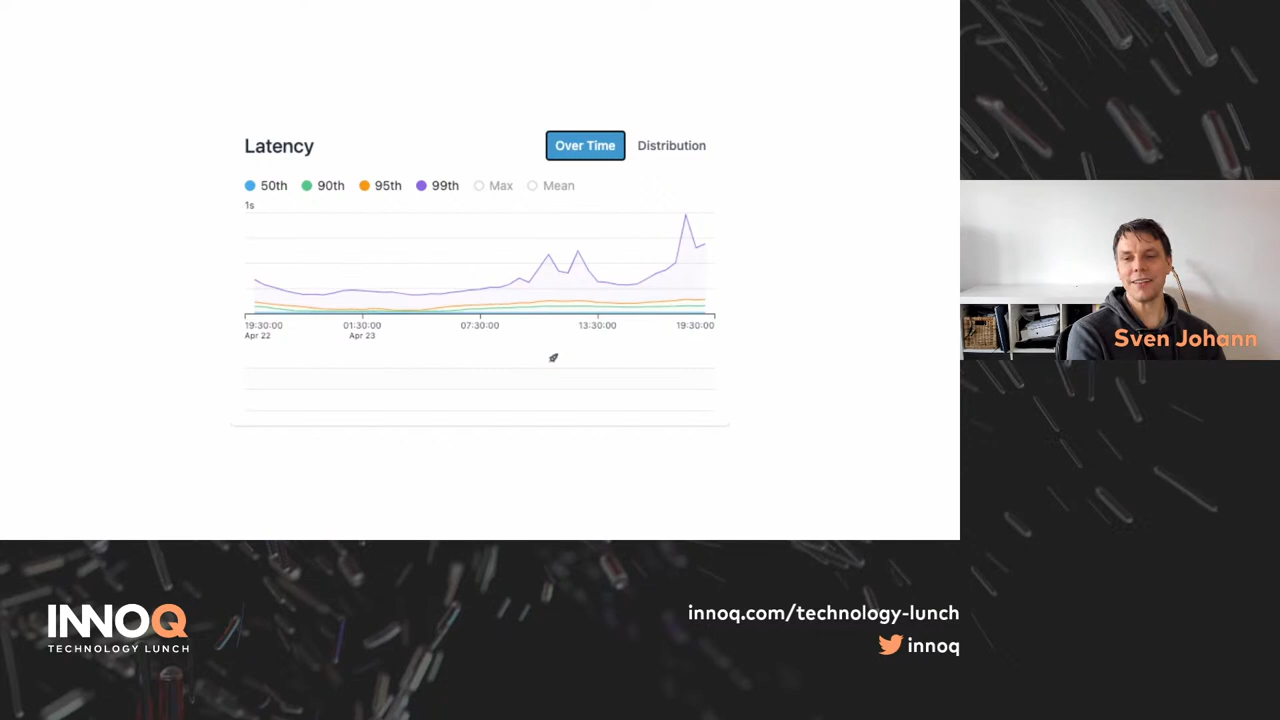 Latency
Over Time
Distribution
50th
90th
95th
99th
Max
Mean
1s
19:30:00
Apr 22
01:30:00
Apr 23
07:30:00
13:30:00
19:30:00
Sven Johann
INNOQ
TECHNOLOGY LUNCH
innoq.com/technology-lunch
innoq